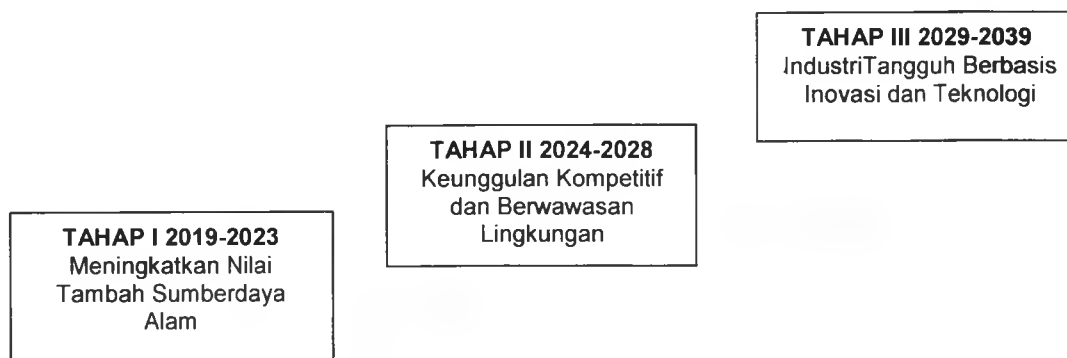 TAHAP III 2029-2039
IndustriTangguh Berbasis
Inovasi dan Teknologi
TAHAP II 2024-2028
Keunggulan Kompetitif
dan Berwawasan
Lingkungan
TAHAP I 2019-2023
Meningkatkan Nilai
Tambah Sumberdaya
Alam